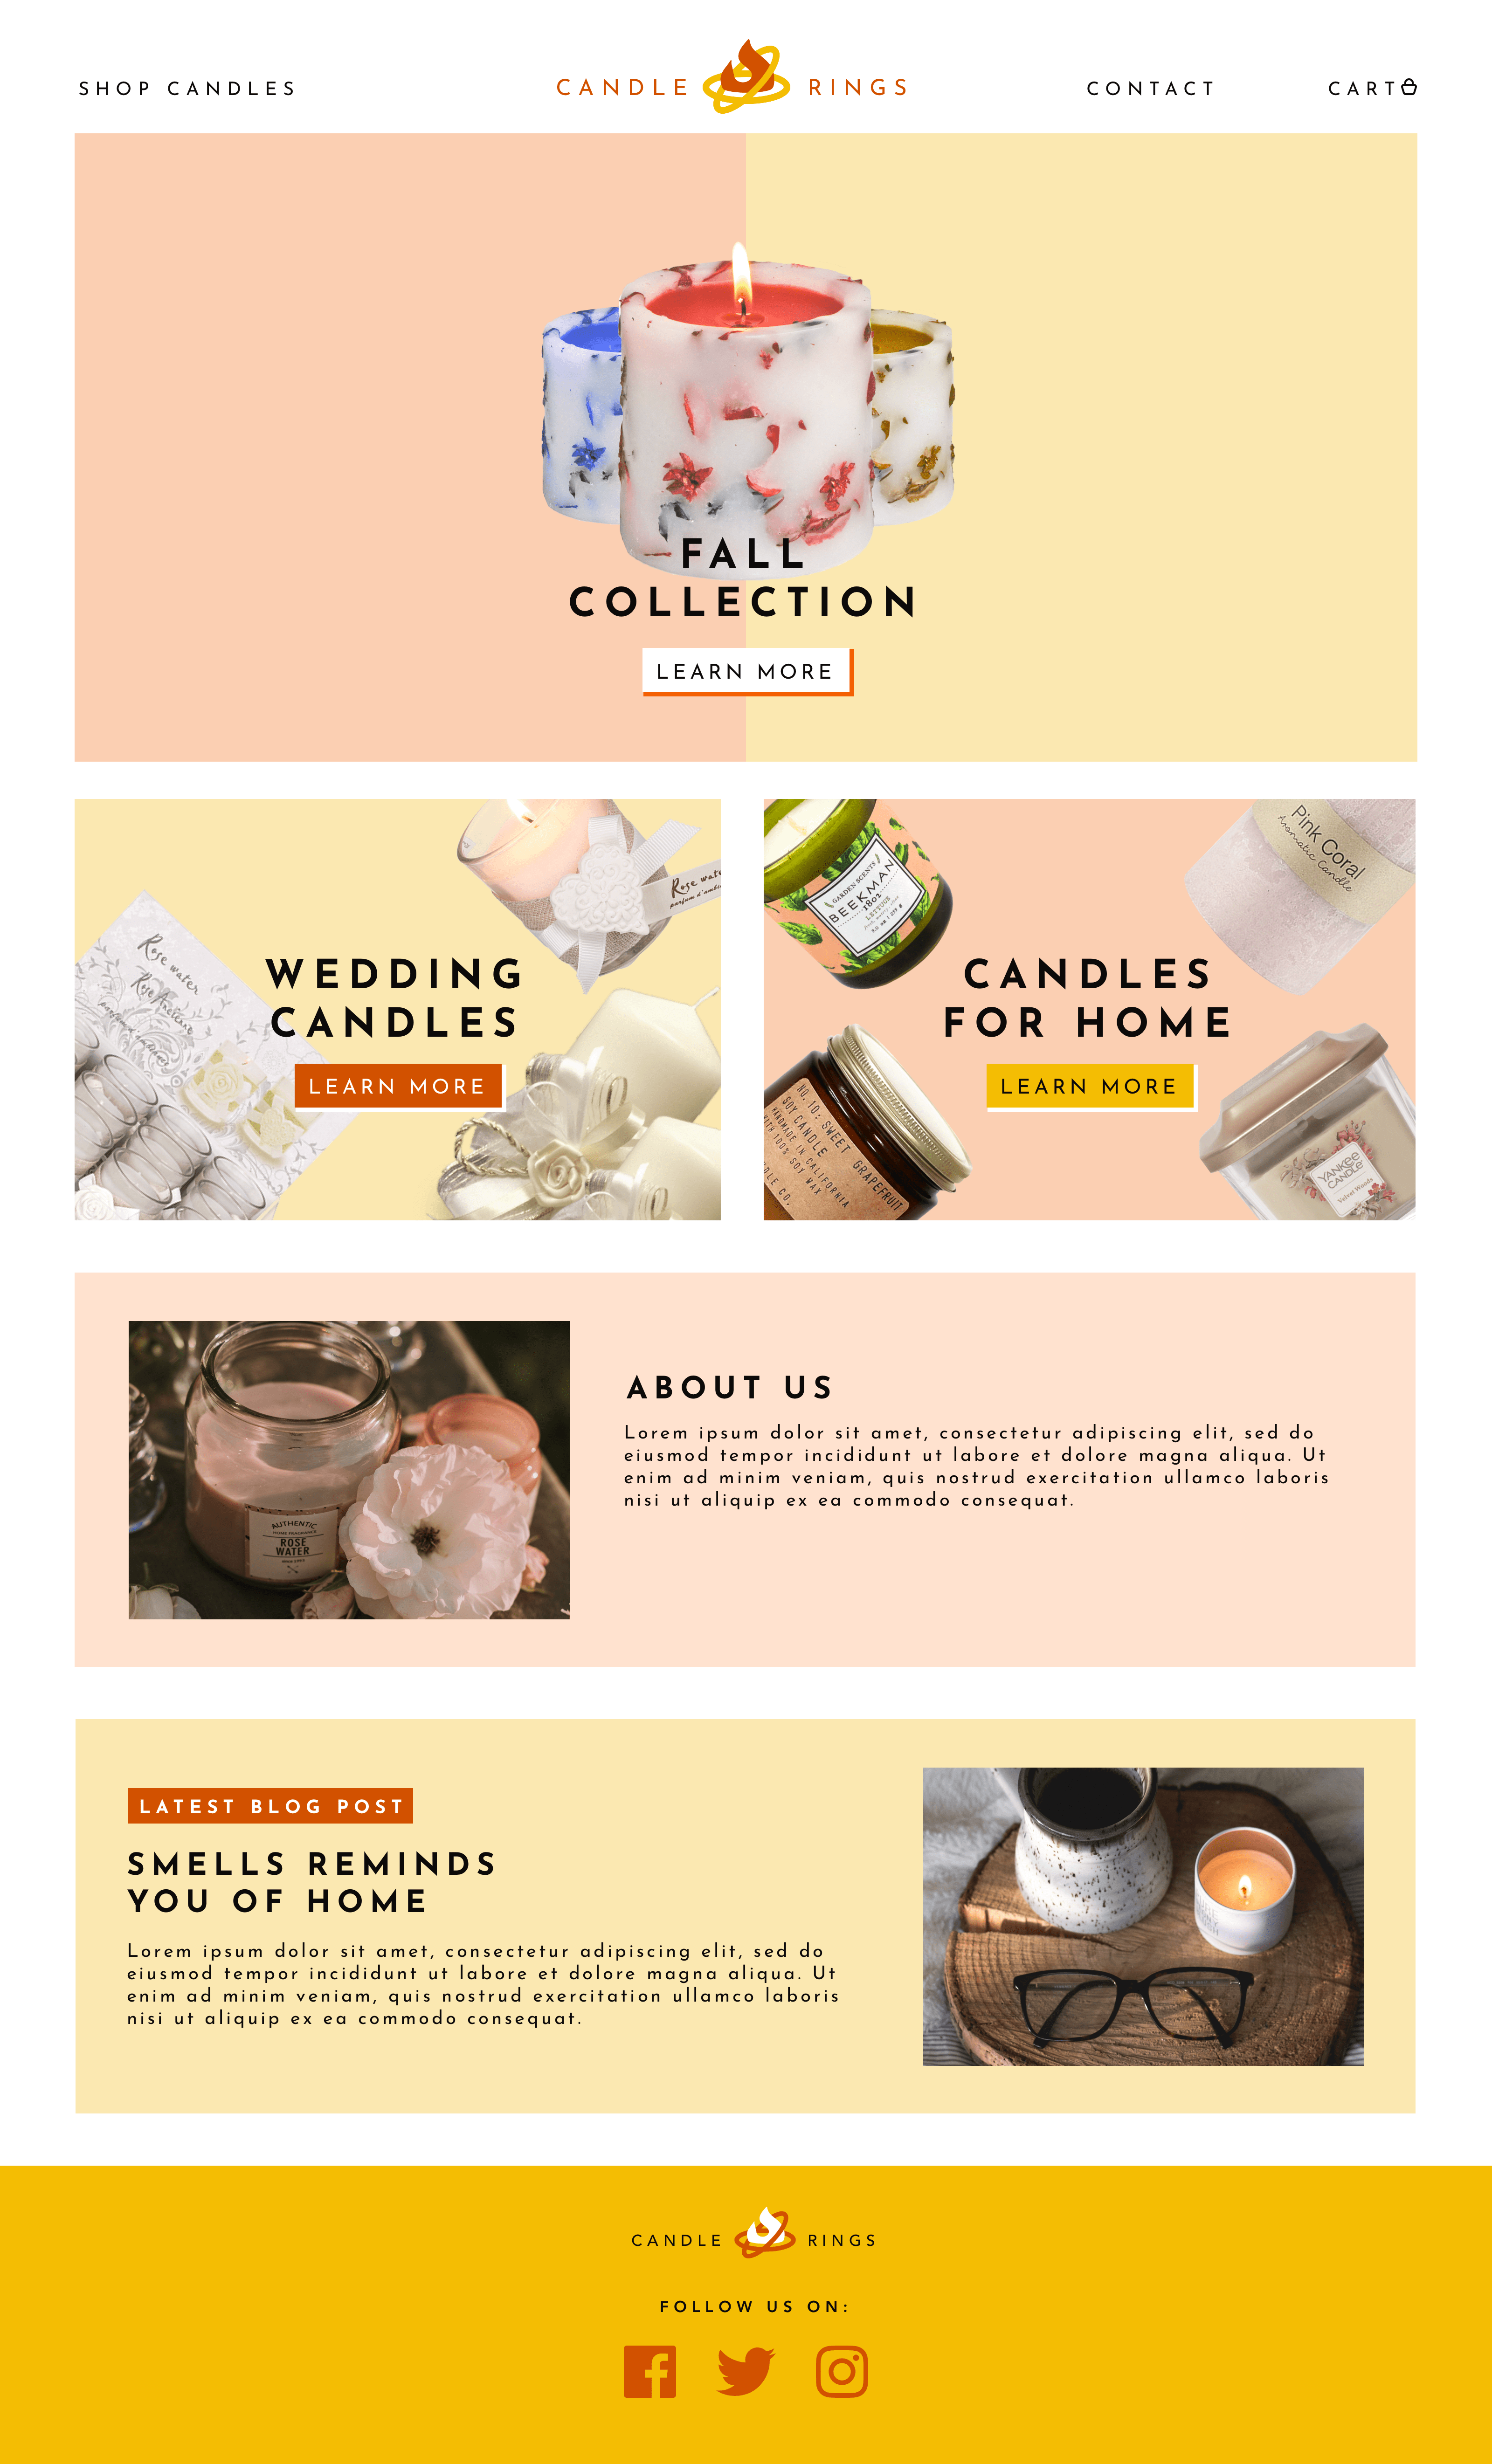 SHOP CANDLES
CANDLE RINGS
CONTACT
CART
FALL
COLLECTION
LEARN MORE
Rose water
parfum d'ambi
Rose water
Rose Ancienne
WEDDING
CANDLES
LEARN MORE
GARDEN SCENTS
BEEKMAN
1802
LETTUCE
Pink Coral
Aromatic Candle
CANDLES
FOR HOME
LEARN MORE
NO. 10: SWEET GRAPEFRUIT
SOY CANDLE
HANDMADE IN CALIFORNIA
WITH 100% SOY WAX
DLE CO.
YANKEE
CANDLE
Velvet Woods
ABOUT US
Lorem ipsum dolor sit amet, consectetur adipiscing elit, sed do
eiusmod tempor incididunt ut labore et dolore magna aliqua. Ut
enim ad minim veniam, quis nostrud exercitation ullamco laboris
nisi ut aliquip ex ea commodo consequat.
AUTHENTIC
HOME FRAGRANCE
ROSE
WATER
LATEST BLOG POST
SMELLS REMINDS
YOU OF HOME
Lorem ipsum dolor sit amet, consectetur adipiscing elit, sed do
eiusmod tempor incididunt ut labore et dolore magna aliqua. Ut
enim ad minim veniam, quis nostrud exercitation ullamco laboris
nisi ut aliquip ex ea commodo consequat.
CANDLE RINGS
FOLLOW US ON: